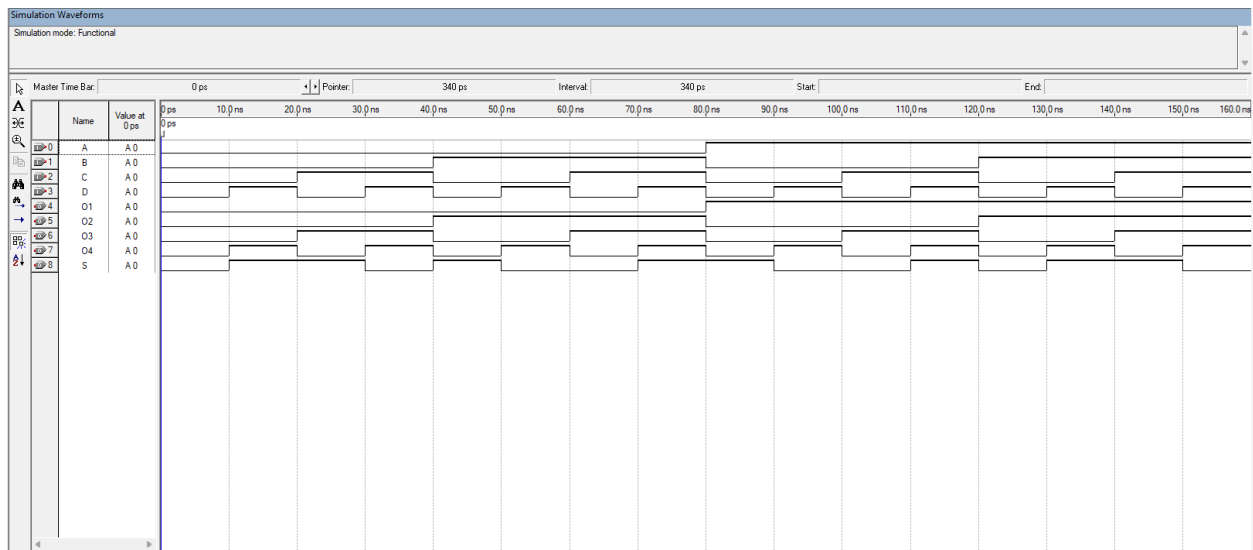 Simulation Waveforms
Simulation mode: Functional
Master Time Bar: 0 ps Pointer: 340 ps Interval: 340 ps Start: End:
Name Value at 0 ps
0 ps 10.0 ns 20.0 ns 30.0 ns 40.0 ns 50.0 ns 60.0 ns 70.0 ns 80.0 ns 90.0 ns 100.0 ns 110.0 ns 120.0 ns 130.0 ns 140.0 ns 150.0 ns 160.0 ns
0 ps
0 A A 0
1 B A 0
2 C A 0
3 D A 0
4 O1 A 0
5 O2 A 0
6 O3 A 0
7 O4 A 0
8 S A 0